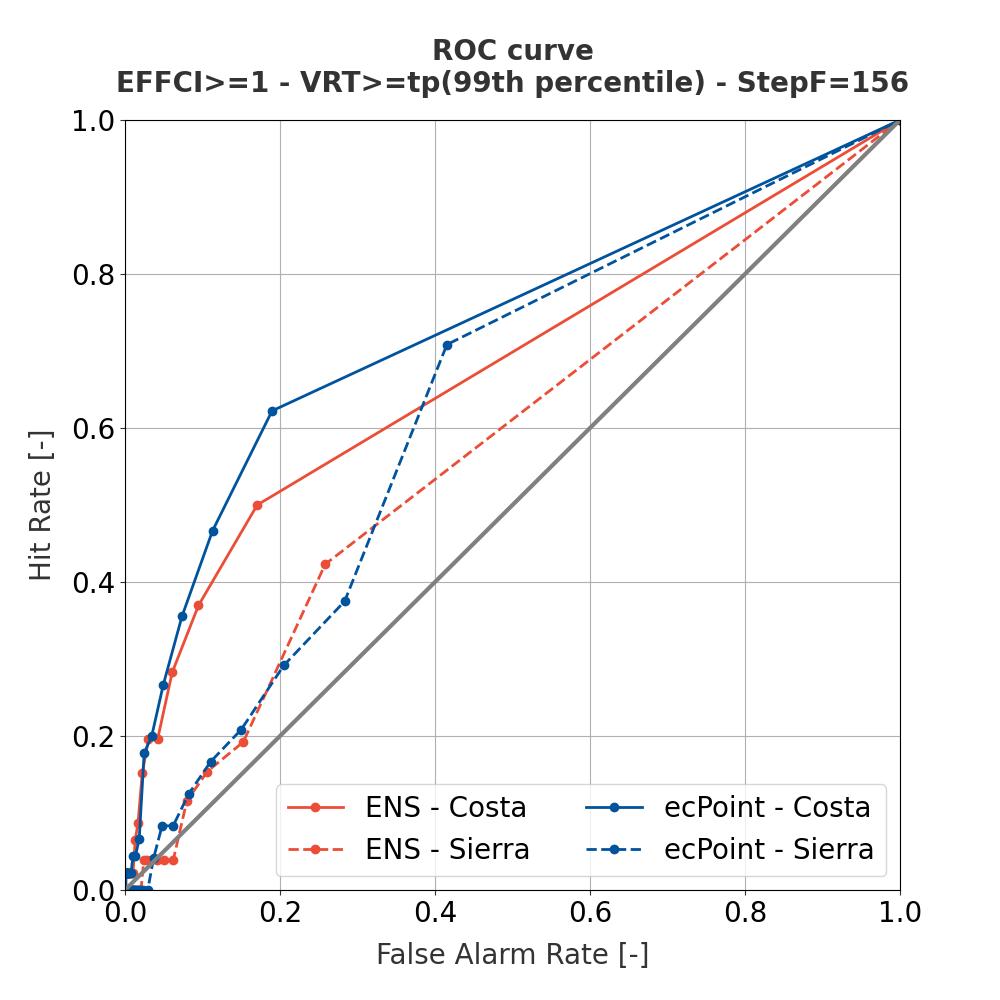 ROC curve
EFFCI>=1 - VRT>=tp(99th percentile) - StepF=156
1.0
0.8
0.6
0.4
0.2
0.0
Hit Rate [-]
ENS - Costa
ecPoint - Costa
ENS - Sierra
ecPoint - Sierra
0.0 0.2 0.4 0.6 0.8 1.0
False Alarm Rate [-]